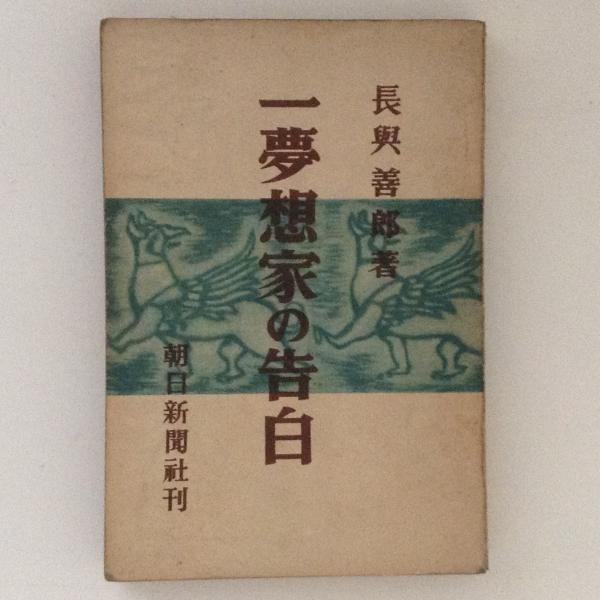 長與善郎著
一夢想家の告白
朝日新聞社刊